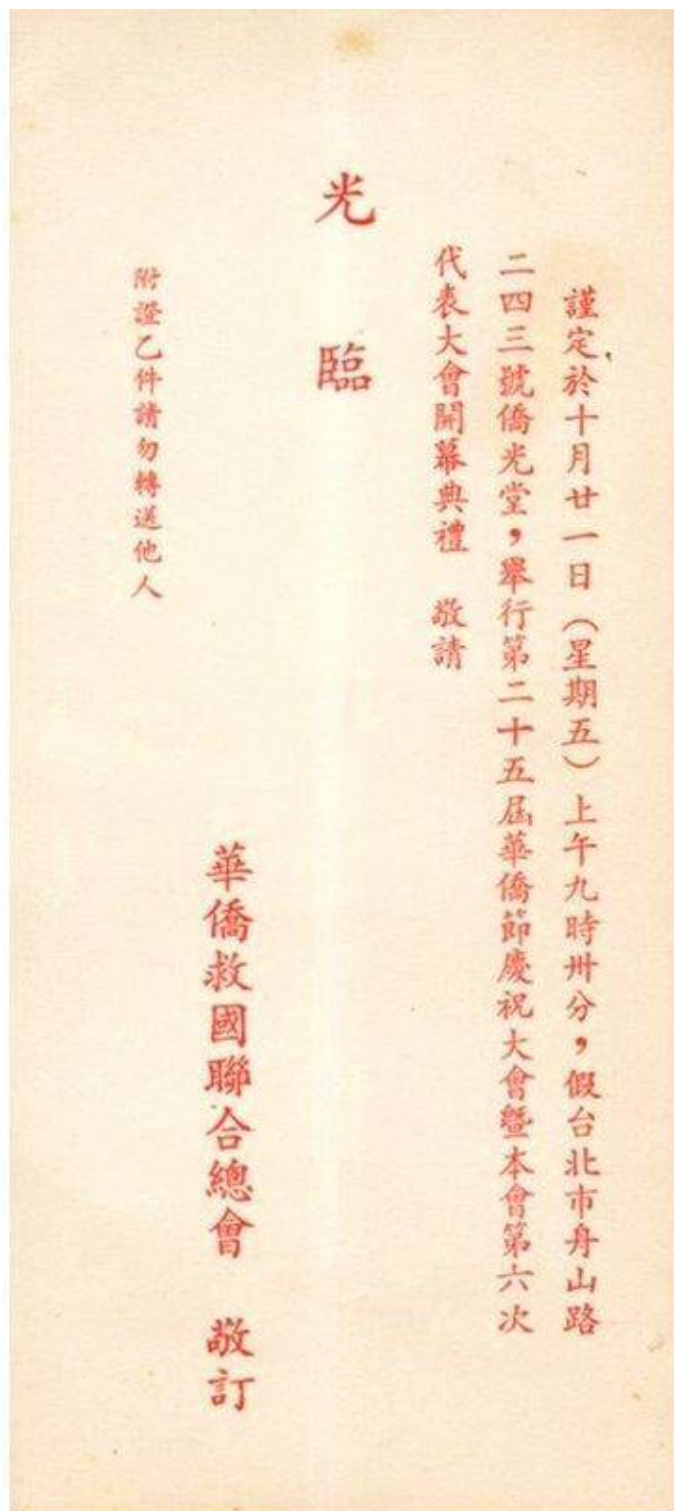 謹定於十月廿一日（星期五）上午九時卅分，假台北市舟山路
二四三號僑光堂，舉行第二十五屆華僑節慶祝大會暨本會第六次
代表大會開幕典禮　敬請
光臨
華僑救國聯合總會　敬訂
附證乙件請勿轉送他人